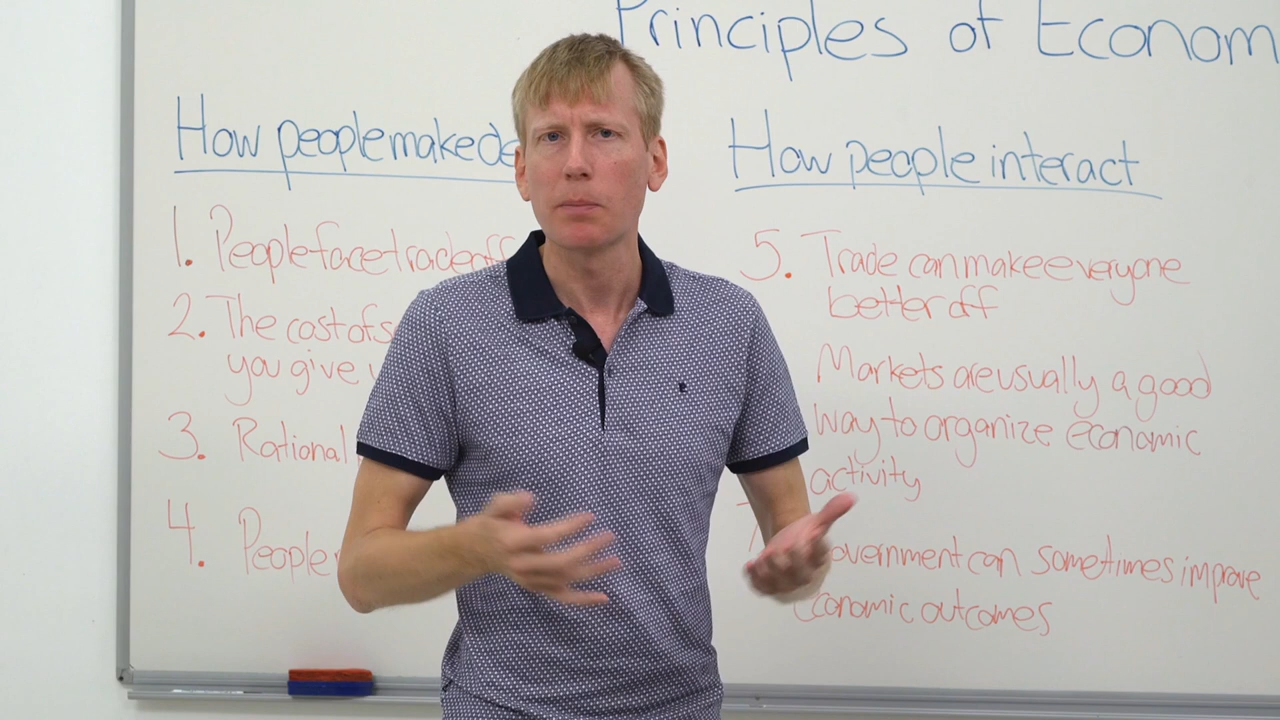 Principles of Econom
How people make de
1. People face tradeoff
2. The cost of s
you give
3. Rational
4. People
How people interact
5. Trade can make everyone
better off
Markets are usually a good
way to organize economic
activity
7
overnment can sometimes improve
economic outcomes